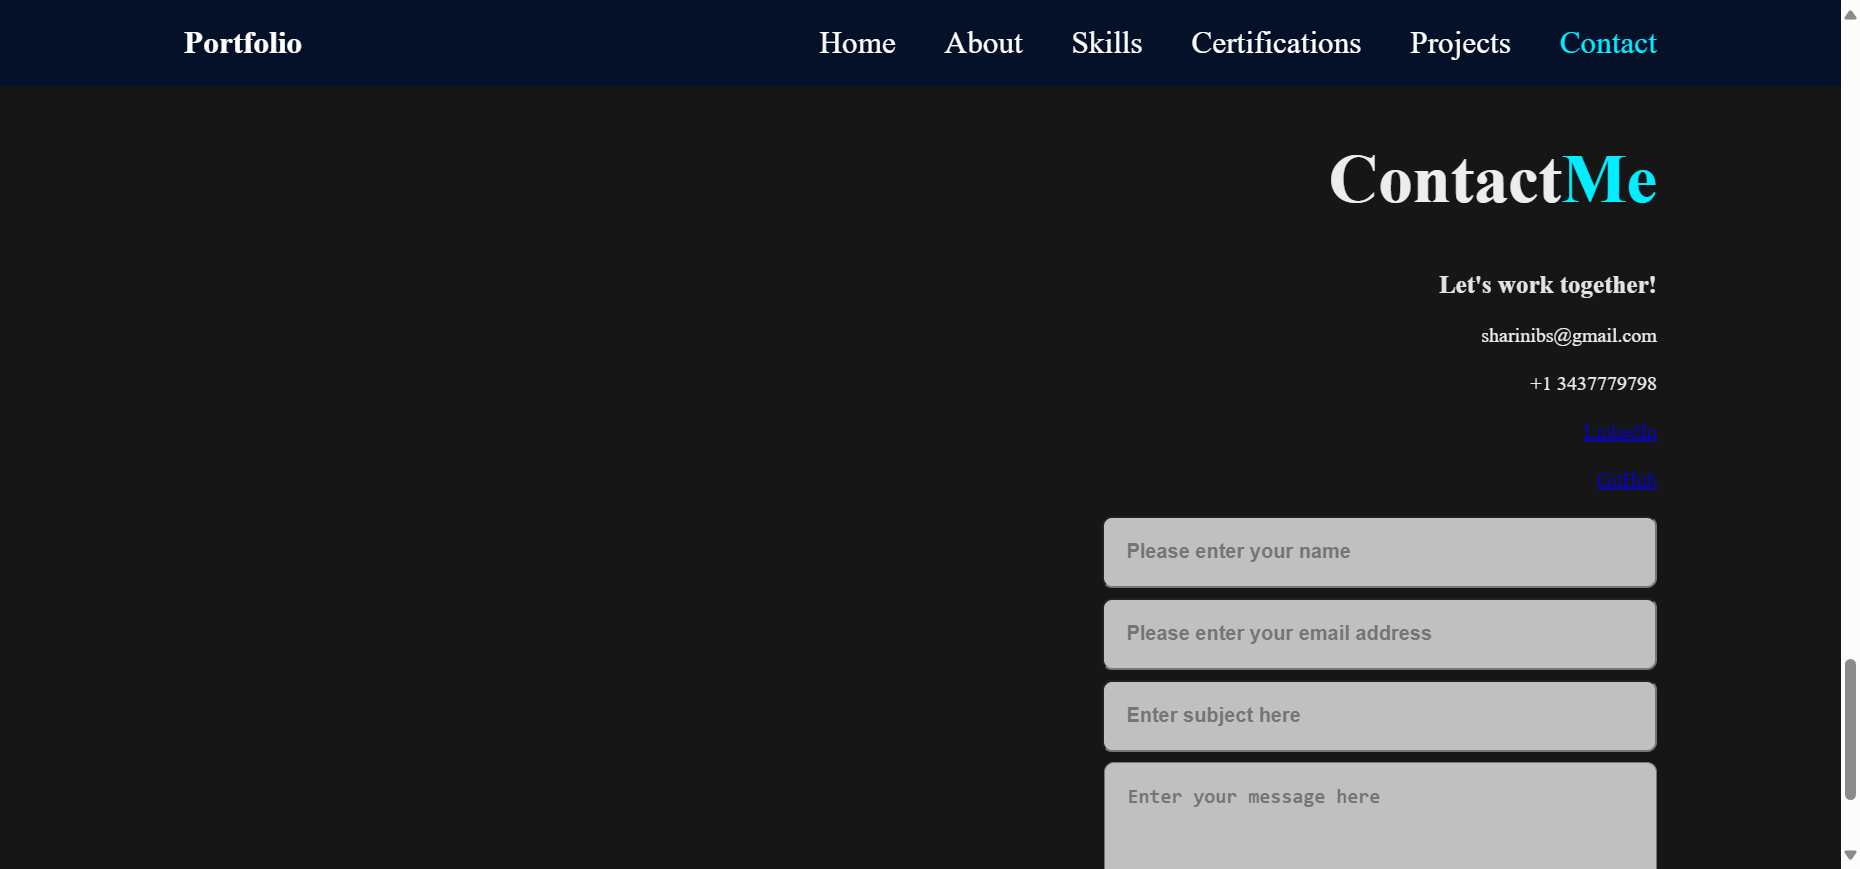 Portfolio Home About Skills Certifications Projects Contact
ContactMe
Let's work together!
sharinibs@gmail.com
+1 3437779798
LinkedIn
GitHub
Please enter your name
Please enter your email address
Enter subject here
Enter your message here